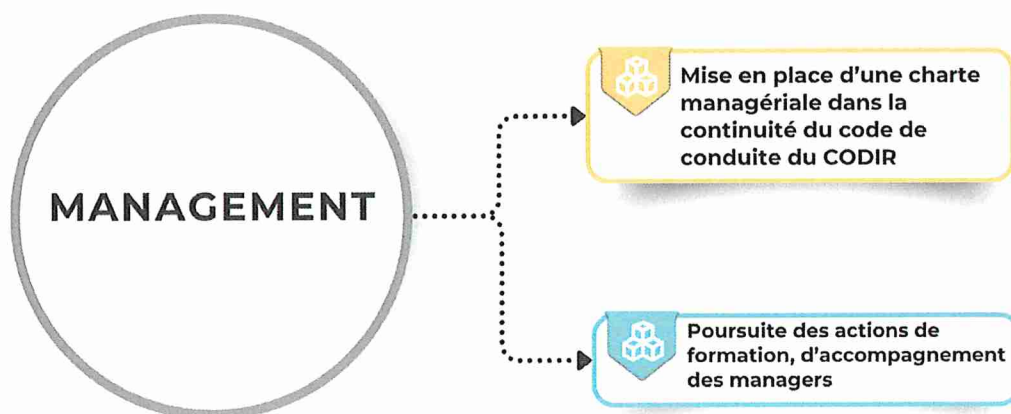 MANAGEMENT
Mise en place d'une charte
managériale dans la
continuité du code de
conduite du CODIR
Poursuite des actions de
formation, d'accompagnement
des managers